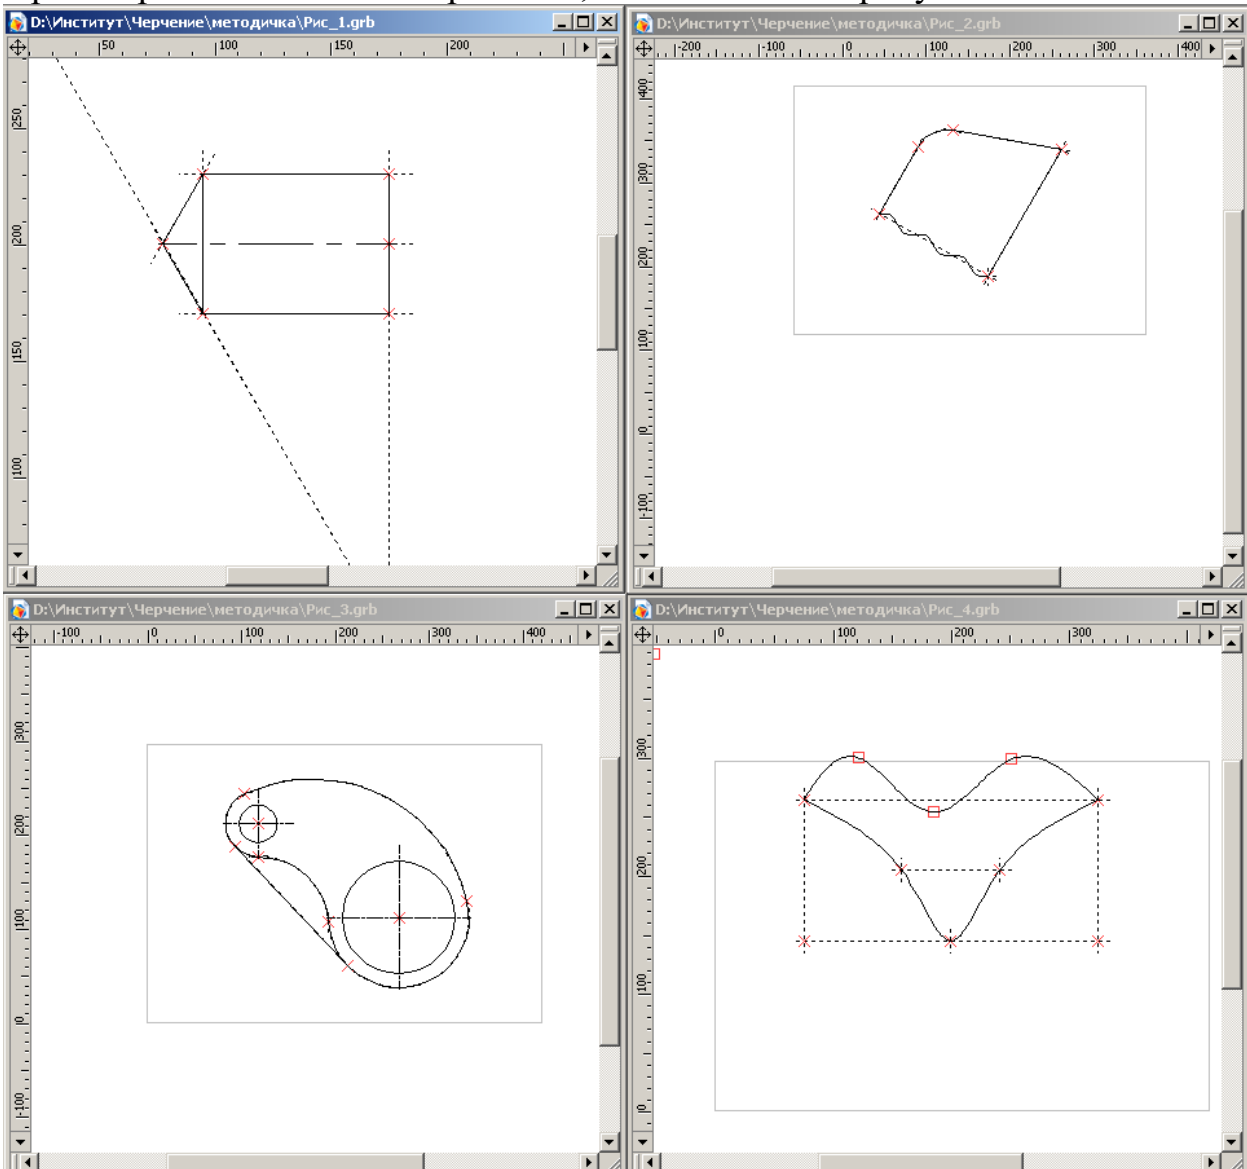 D:\Институт\Черчение\методичка\Рис_1.grb
50 100 150 200
250
200
150
100
D:\Институт\Черчение\методичка\Рис_2.grb
-200 -100 0 100 200 300 400
400
300
200
100
0
-100
D:\Институт\Черчение\методичка\Рис_3.grb
-100 0 100 200 300 400
300
200
100
0
-100
D:\Институт\Черчение\методичка\Рис_4.grb
0 100 200 300
300
200
100
0